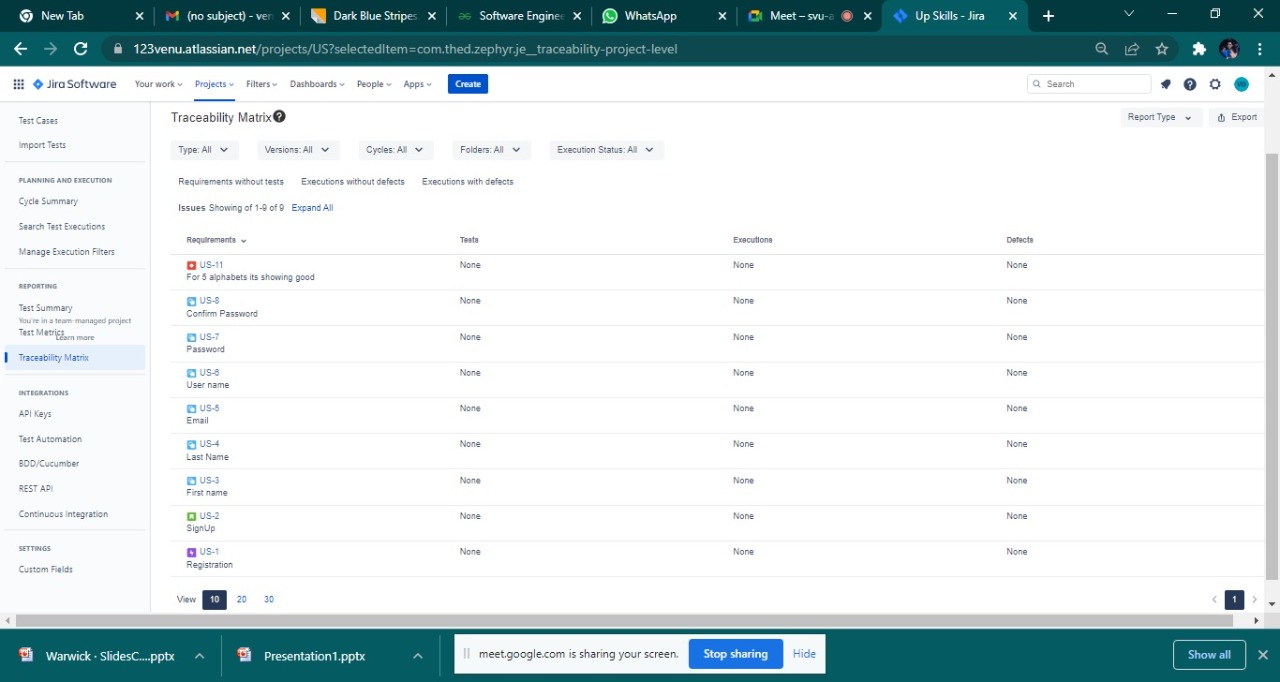 New Tab
(no subject) - ven
Dark Blue Stripes
Software Enginee
WhatsApp
Meet – svu-a
Up Skills - Jira
123venu.atlassian.net/projects/US?selectedItem=com.thed.zephyr.je__traceability-project-level
Jira Software
Your work
Projects
Filters
Dashboards
People
Apps
Create
Search
Test Cases
Import Tests
PLANNING AND EXECUTION
Cycle Summary
Search Test Executions
Manage Execution Filters
REPORTING
Test Summary
You're in a team-managed project
Test Metrics
Learn more
Traceability Matrix
INTEGRATIONS
API Keys
Test Automation
BDD/Cucumber
REST API
Continuous Integration
SETTINGS
Custom Fields
Traceability Matrix
Report Type
Export
Type: All
Versions: All
Cycles: All
Folders: All
Execution Status: All
Requirements without tests Executions without defects Executions with defects
Issues Showing of 1-9 of 9 Expand All
Requirements Tests Executions Defects
US-11 None None None
For 5 alphabets its showing good
US-8 None None None
Confirm Password
US-7 None None None
Password
US-6 None None None
User name
US-5 None None None
Email
US-4 None None None
Last Name
US-3 None None None
First name
US-2 None None None
SignUp
US-1 None None None
Registration
View 10 20 30
1
Warwick · SlidesC....pptx
Presentation1.pptx
meet.google.com is sharing your screen.
Stop sharing
Hide
Show all